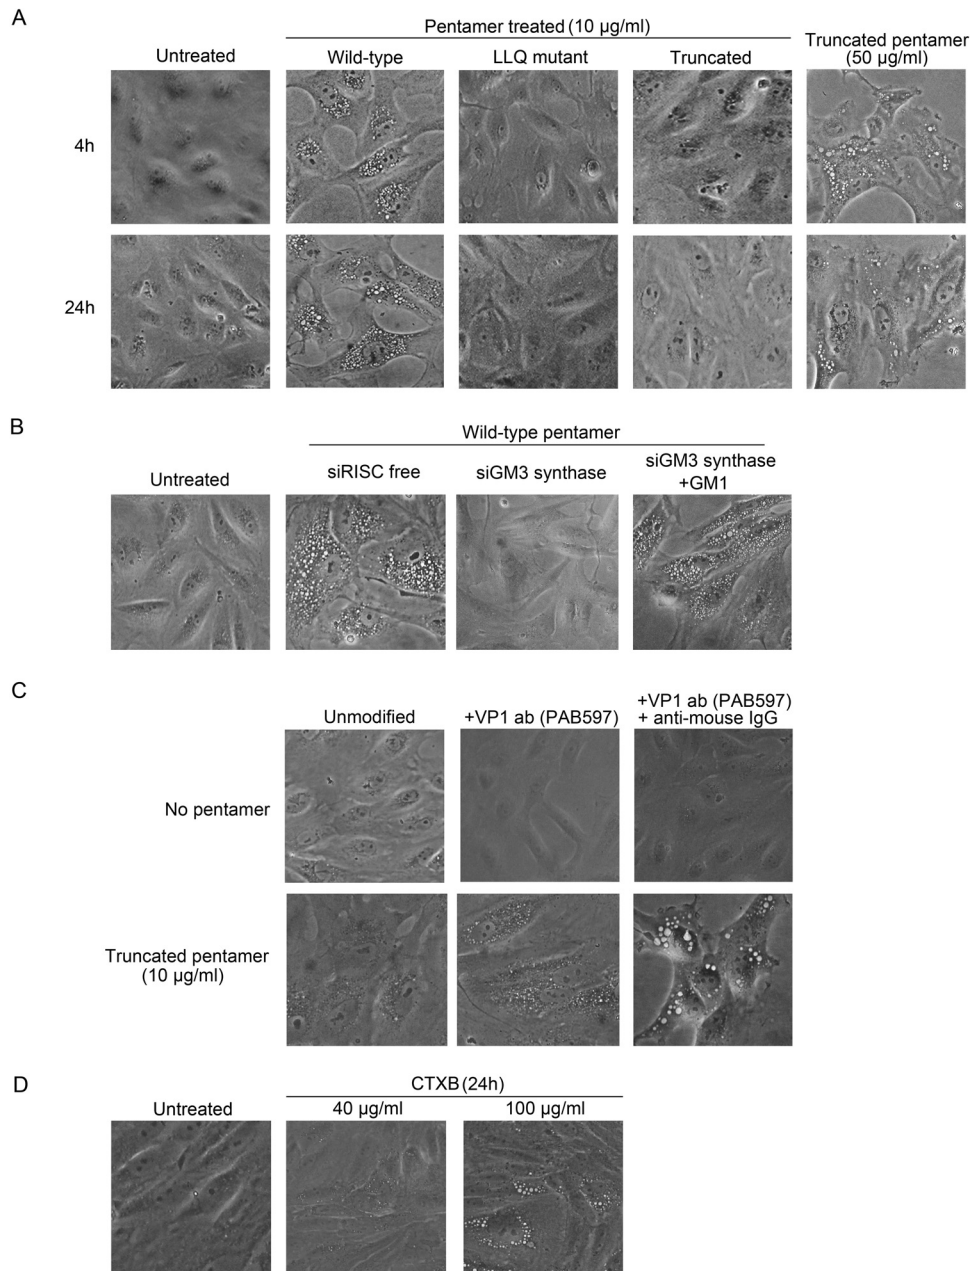 A
Pentamer treated (10 µg/ml)
Untreated
Wild-type
LLQ mutant
Truncated
Truncated pentamer
(50 µg/ml)
4h
24h
B
Wild-type pentamer
Untreated
siRISC free
siGM3 synthase
siGM3 synthase
+GM1
C
Unmodified
+VP1 ab (PAB597)
+VP1 ab (PAB597)
+ anti-mouse IgG
No pentamer
Truncated pentamer
(10 µg/ml)
D
CTXB (24h)
Untreated
40 µg/ml
100 µg/ml